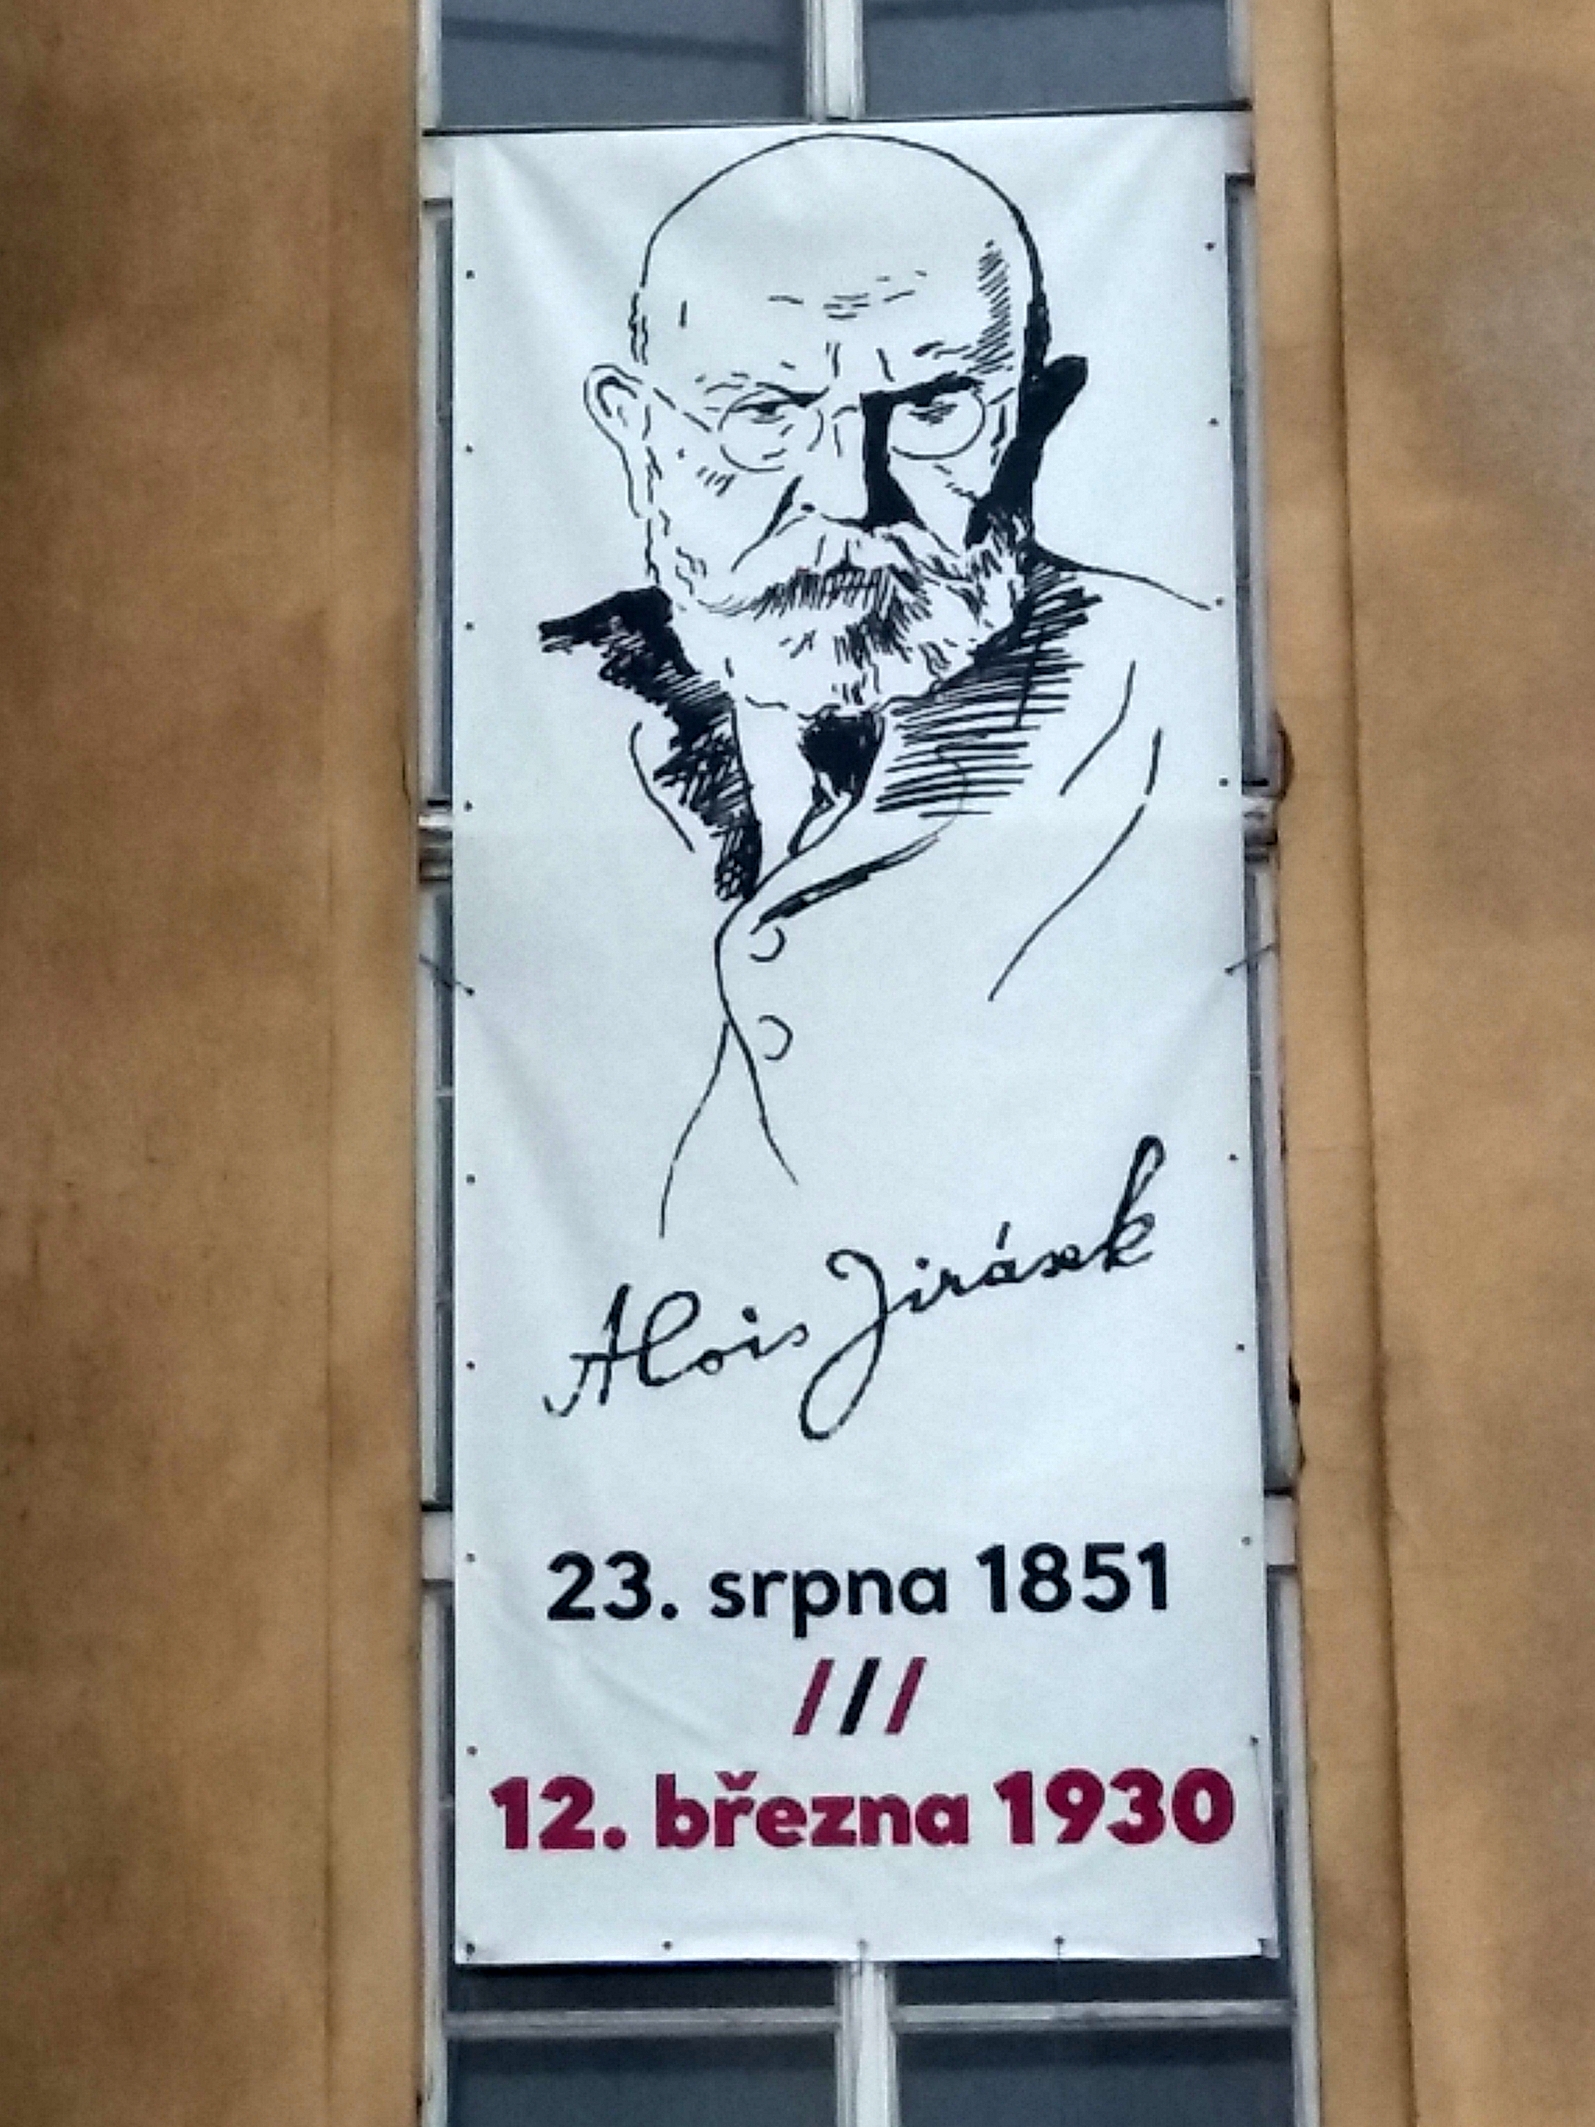 Alois Jirásek
23. srpna 1851
///
12. března 1930